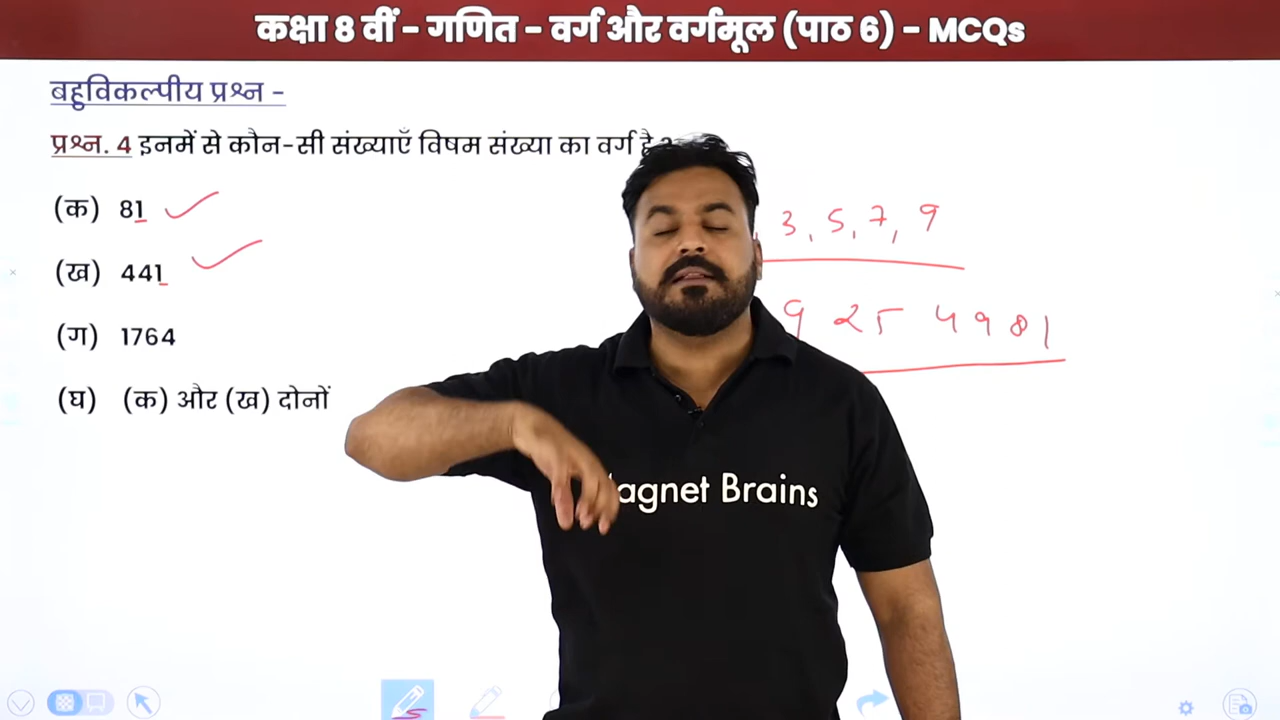 कक्षा 8 वीं - गणित - वर्ग और वर्गमूल (पाठ 6) - MCQs
बहुविकल्पीय प्रश्न -
प्रश्न. 4 इनमें से कौन-सी संख्याएँ विषम संख्या का वर्ग है
(क) 81
(ख) 441
(ग) 1764
(घ) (क) और (ख) दोनों
3, 5, 7, 9
9 25 49 81
agnet Brains